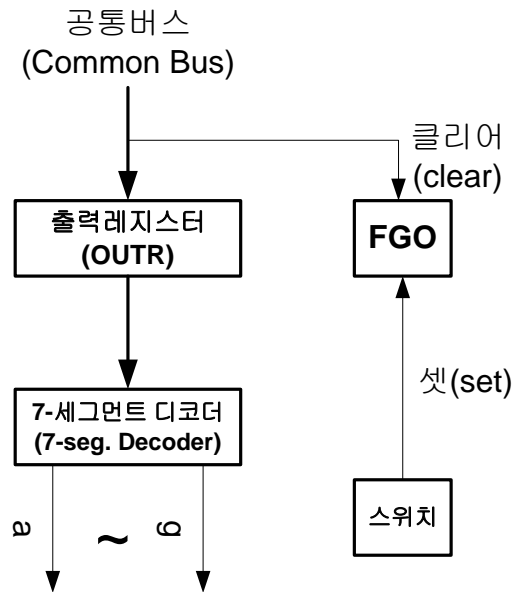 공통버스
(Common Bus)
클리어
(clear)
출력레지스터
(OUTR)
FGO
셋(set)
7-세그먼트 디코더
(7-seg. Decoder)
스위치
a ~ g